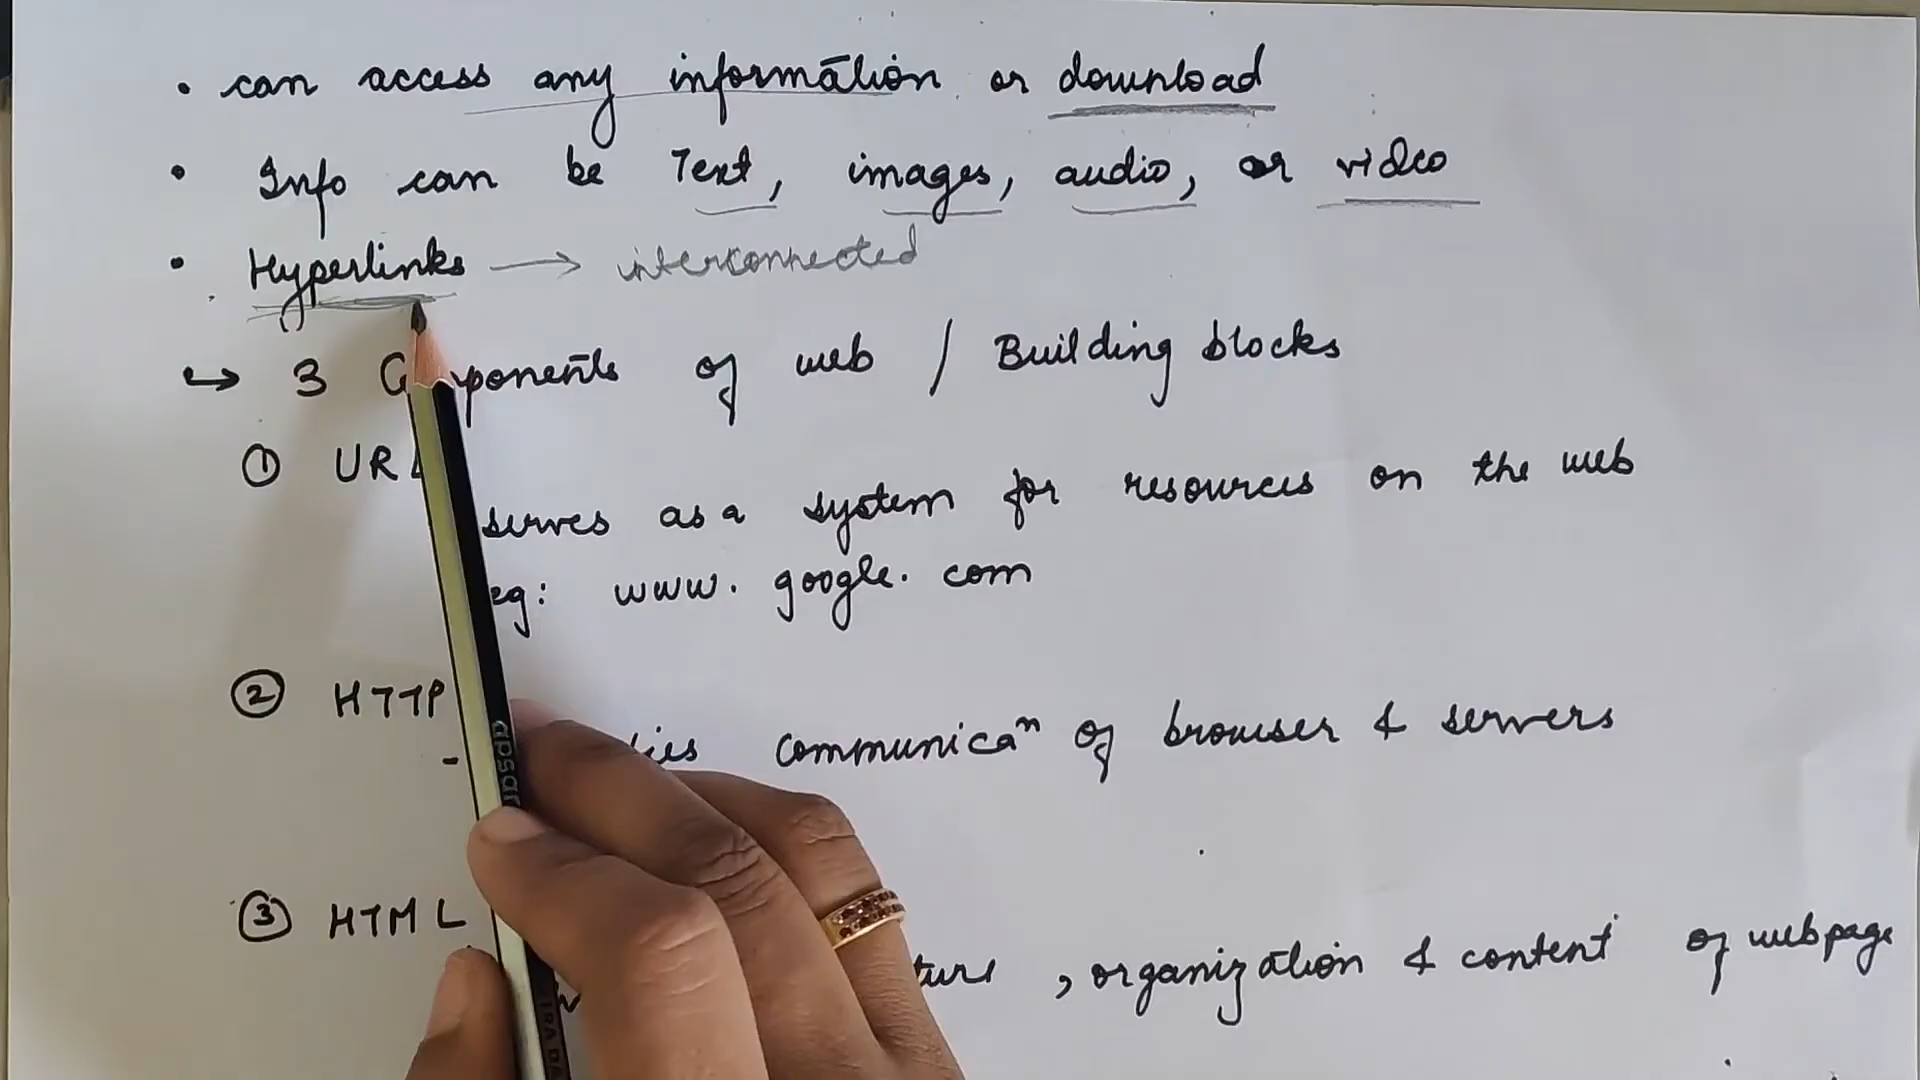 • can access any information or download
• Info can be Text, images, audio, or video
• Hyperlinks → interconnected
↳ 3 of web / Building blocks
① URL
serves as a system for resources on the web
eg: www.google.com
② HTTP
- communicaⁿ of browser & servers
③ HTML
, organization & content of webpage
apsara